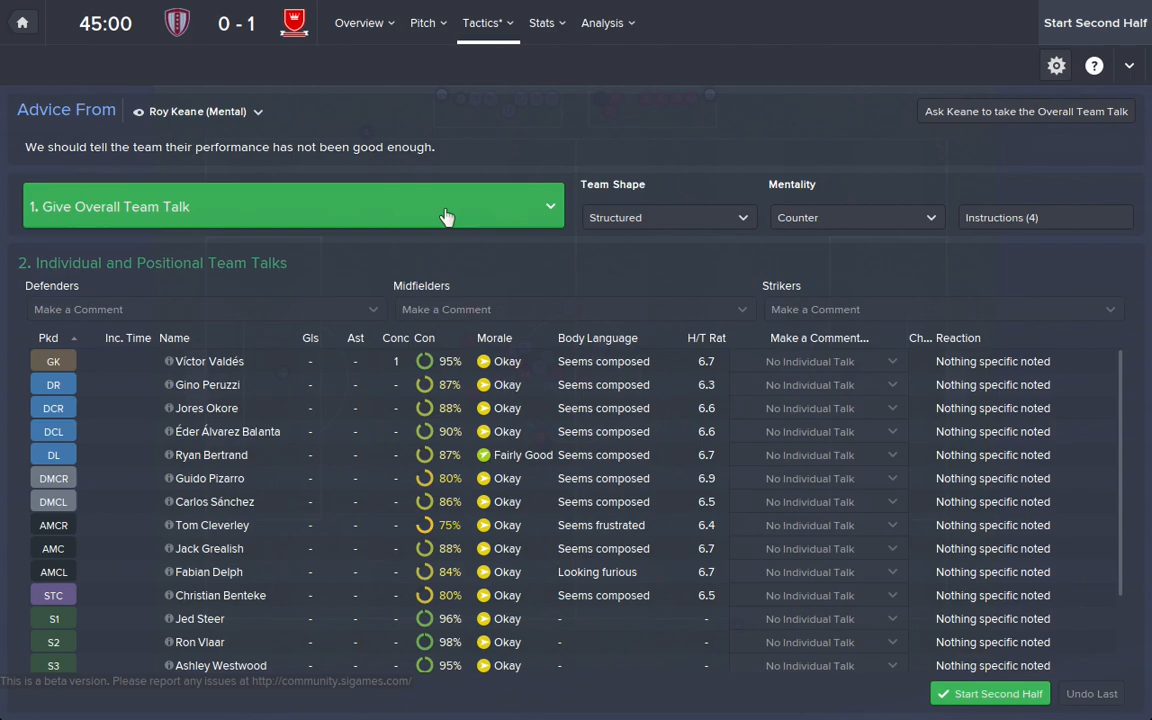 45:00 0 - 1 Overview Pitch Tactics* Stats Analysis Start Second Half
?
Advice From Roy Keane (Mental) Ask Keane to take the Overall Team Talk
We should tell the team their performance has not been good enough.
1. Give Overall Team Talk
Team Shape Mentality
Structured Counter Instructions (4)
2. Individual and Positional Team Talks
Defenders Midfielders Strikers
Make a Comment Make a Comment Make a Comment
Pkd Inc. Time Name Gls Ast Conc Con Morale Body Language H/T Rat Make a Comment... Ch... Reaction
GK Víctor Valdés - - 1 95% Okay Seems composed 6.7 No Individual Talk Nothing specific noted
DR Gino Peruzzi - - - 87% Okay Seems composed 6.3 No Individual Talk Nothing specific noted
DCR Jores Okore - - - 88% Okay Seems composed 6.6 No Individual Talk Nothing specific noted
DCL Éder Álvarez Balanta - - - 90% Okay Seems composed 6.6 No Individual Talk Nothing specific noted
DL Ryan Bertrand - - - 87% Fairly Good Seems composed 6.7 No Individual Talk Nothing specific noted
DMCR Guido Pizarro - - - 80% Okay Seems composed 6.9 No Individual Talk Nothing specific noted
DMCL Carlos Sánchez - - - 86% Okay Seems composed 6.5 No Individual Talk Nothing specific noted
AMCR Tom Cleverley - - - 75% Okay Seems frustrated 6.4 No Individual Talk Nothing specific noted
AMC Jack Grealish - - - 88% Okay Seems composed 6.7 No Individual Talk Nothing specific noted
AMCL Fabian Delph - - - 84% Okay Looking furious 6.7 No Individual Talk Nothing specific noted
STC Christian Benteke - - - 80% Okay Seems composed 6.5 No Individual Talk Nothing specific noted
S1 Jed Steer - - - 96% Okay - - No Individual Talk Nothing specific noted
S2 Ron Vlaar - - - 98% Okay - - No Individual Talk Nothing specific noted
S3 Ashley Westwood - - - 95% Okay - - No Individual Talk Nothing specific noted
This is a beta version. Please report any issues at http://community.sigames.com/
Start Second Half Undo Last